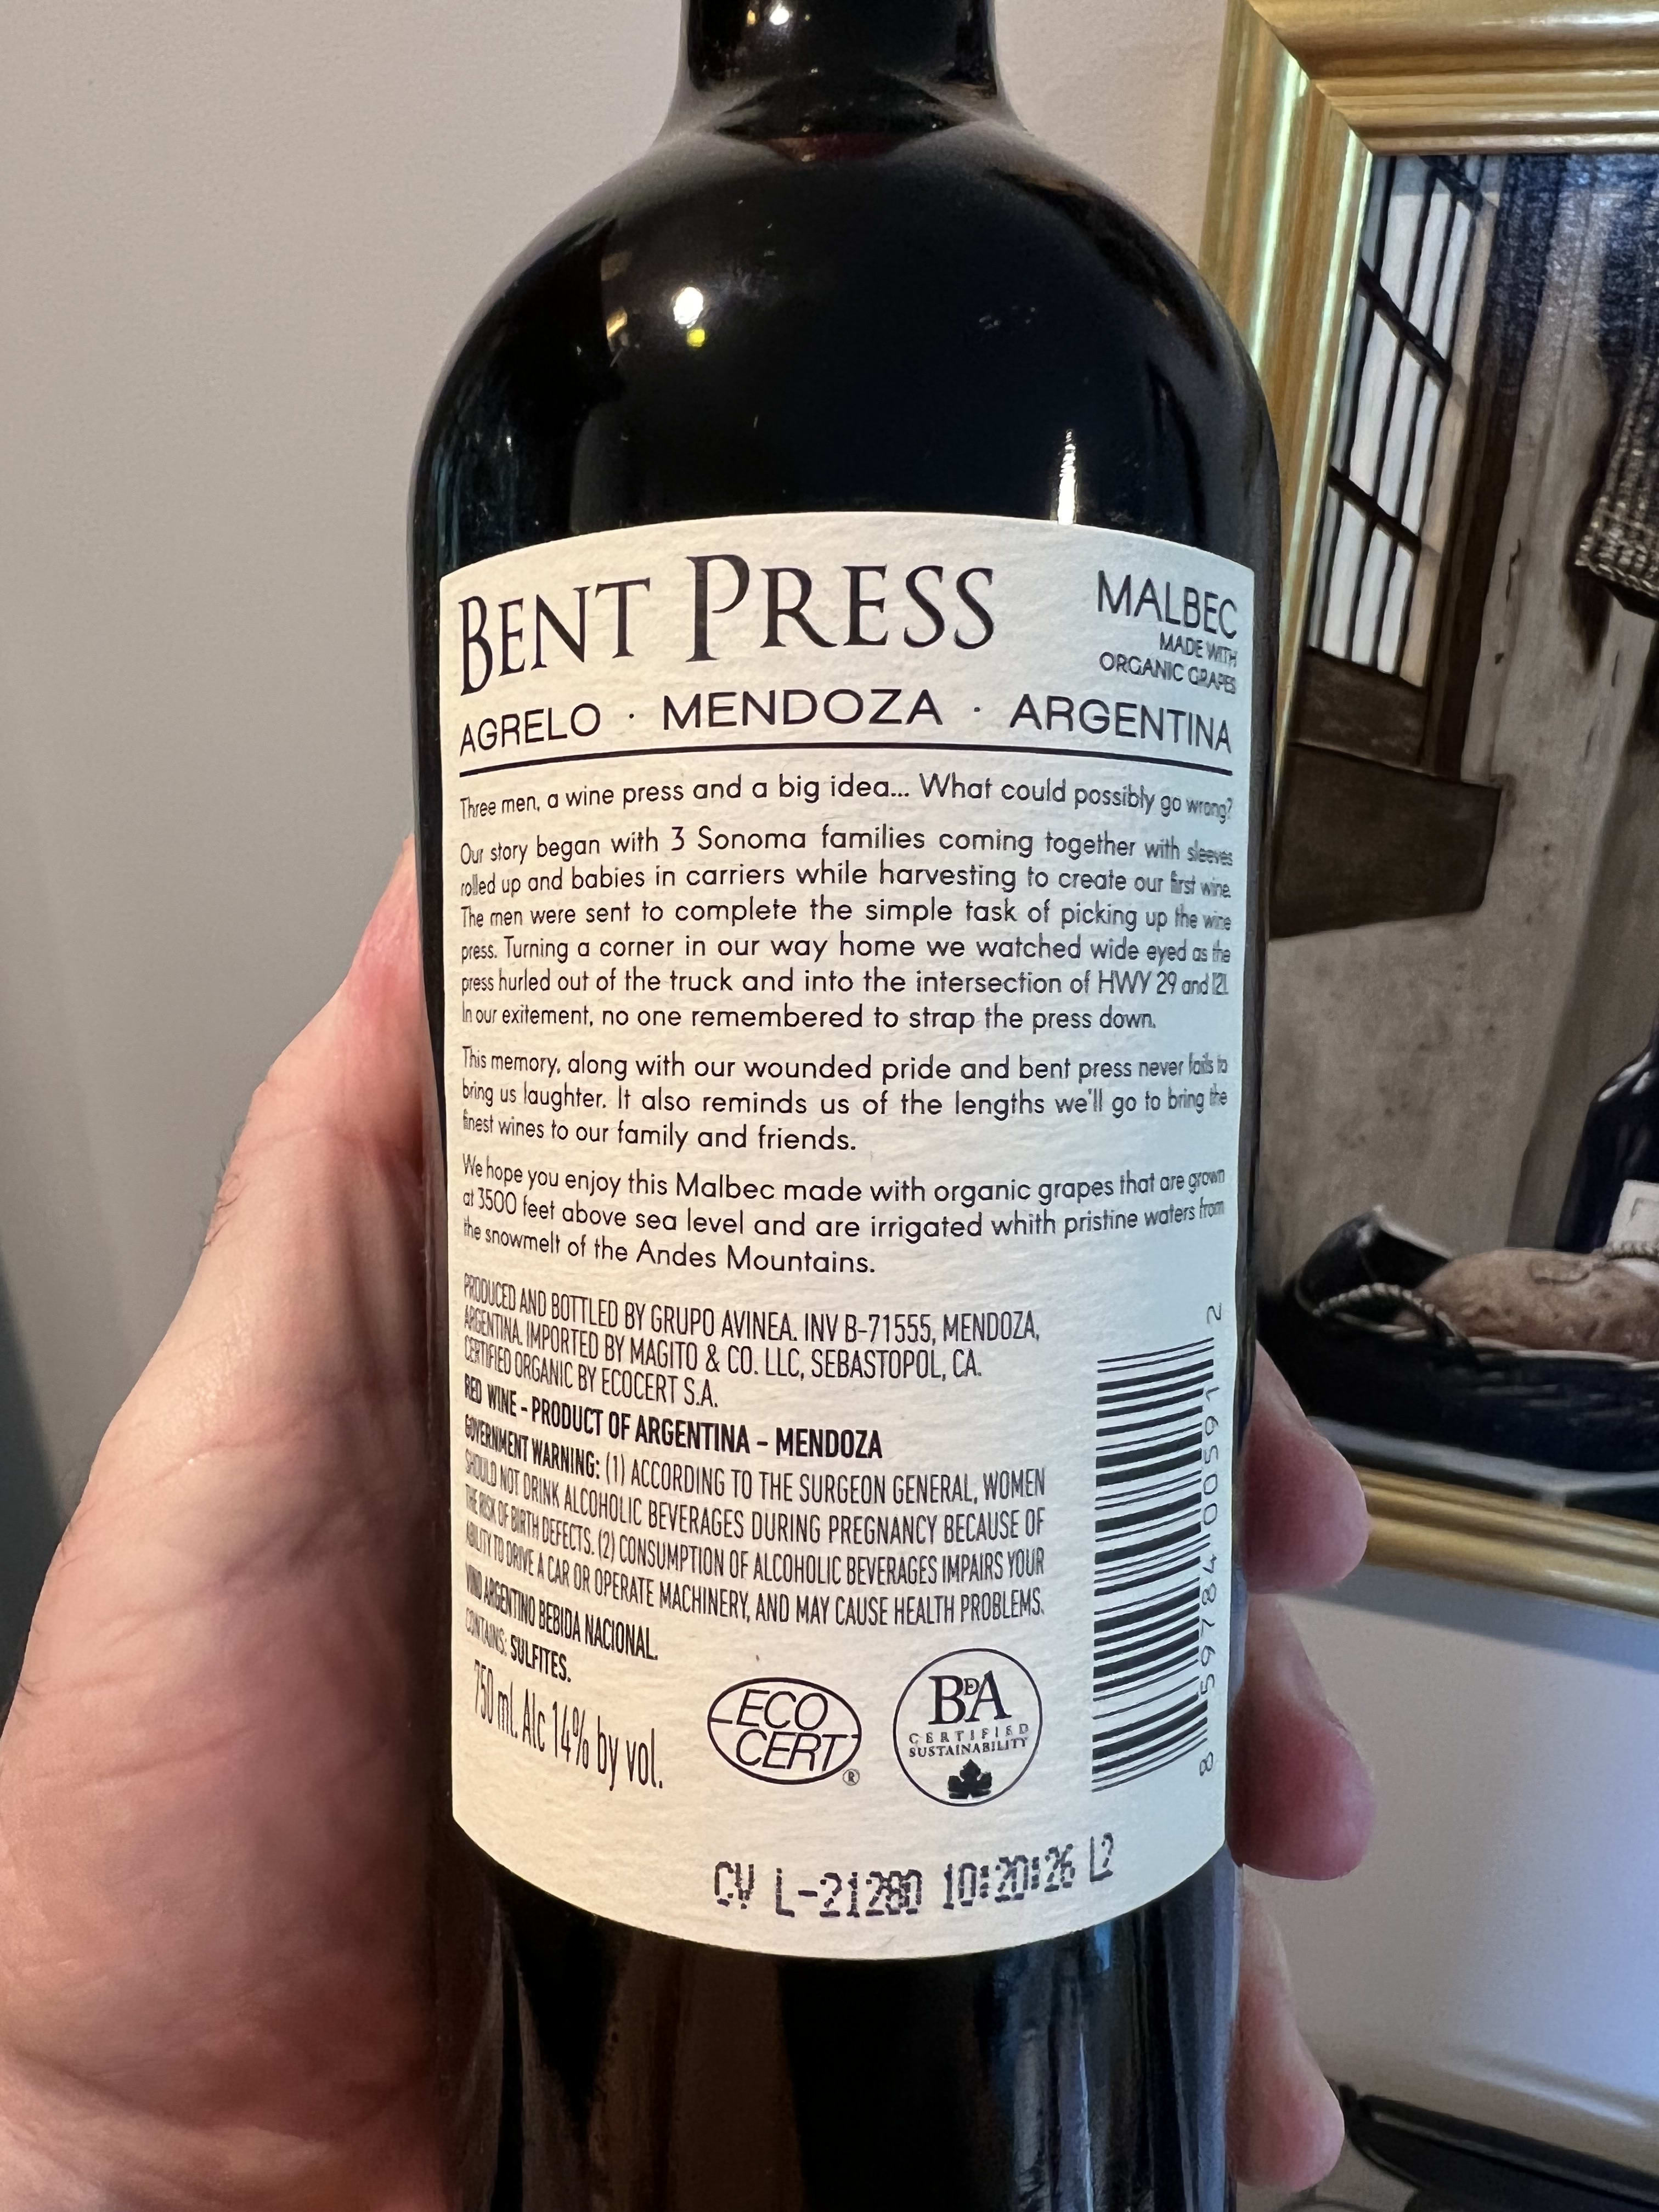 BENT PRESS
MALBEC
MADE WITH
ORGANIC GRAPES
AGRELO · MENDOZA · ARGENTINA
Three men, a wine press and a big idea... What could possibly go wrong?
Our story began with 3 Sonoma families coming together with sleeves
rolled up and babies in carriers while harvesting to create our first wine.
The men were sent to complete the simple task of picking up the wine
press. Turning a corner in our way home we watched wide eyed as the
press hurled out of the truck and into the intersection of HWY 29 and 121.
In our exitement, no one remembered to strap the press down.
This memory, along with our wounded pride and bent press never fails to
bring us laughter. It also reminds us of the lengths we'll go to bring the
finest wines to our family and friends.
We hope you enjoy this Malbec made with organic grapes that are grown
at 3500 feet above sea level and are irrigated whith pristine waters from
the snowmelt of the Andes Mountains.
PRODUCED AND BOTTLED BY GRUPO AVINEA. INV B-71555, MENDOZA,
ARGENTINA. IMPORTED BY MAGITO & CO. LLC, SEBASTOPOL, CA.
CERTIFIED ORGANIC BY ECOCERT S.A.
RED WINE - PRODUCT OF ARGENTINA - MENDOZA
GOVERNMENT WARNING: (1) ACCORDING TO THE SURGEON GENERAL, WOMEN
SHOULD NOT DRINK ALCOHOLIC BEVERAGES DURING PREGNANCY BECAUSE OF
THE RISK OF BIRTH DEFECTS. (2) CONSUMPTION OF ALCOHOLIC BEVERAGES IMPAIRS YOUR
ABILITY TO DRIVE A CAR OR OPERATE MACHINERY, AND MAY CAUSE HEALTH PROBLEMS.
VINO ARGENTINO BEBIDA NACIONAL.
CONTAINS: SULFITES.
750 ml. Alc 14% by vol.
ECO
CERT®
BDA
CERTIFIED
SUSTAINABILITY
8 59784 00591 2
CV L-21280 10:20:26 L2